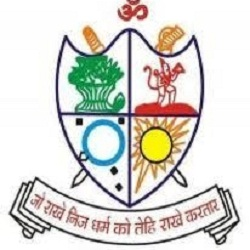 ॐ
जो राखे निज धर्म को तेहि राखे करतार